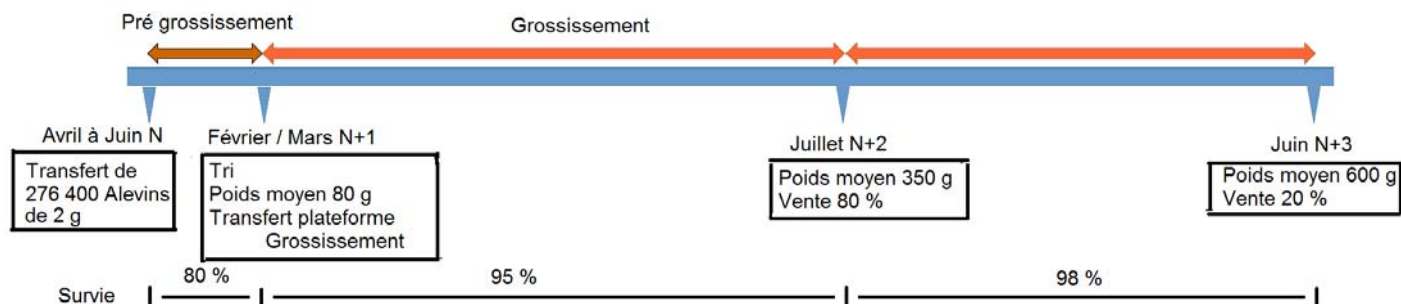 Pré grossissement
Grossissement
Avril à Juin N
Transfert de
276 400 Alevins
de 2 g
Février / Mars N+1
Tri
Poids moyen 80 g
Transfert plateforme
Grossissement
Juillet N+2
Poids moyen 350 g
Vente 80 %
Juin N+3
Poids moyen 600 g
Vente 20 %
Survie
80 %
95 %
98 %